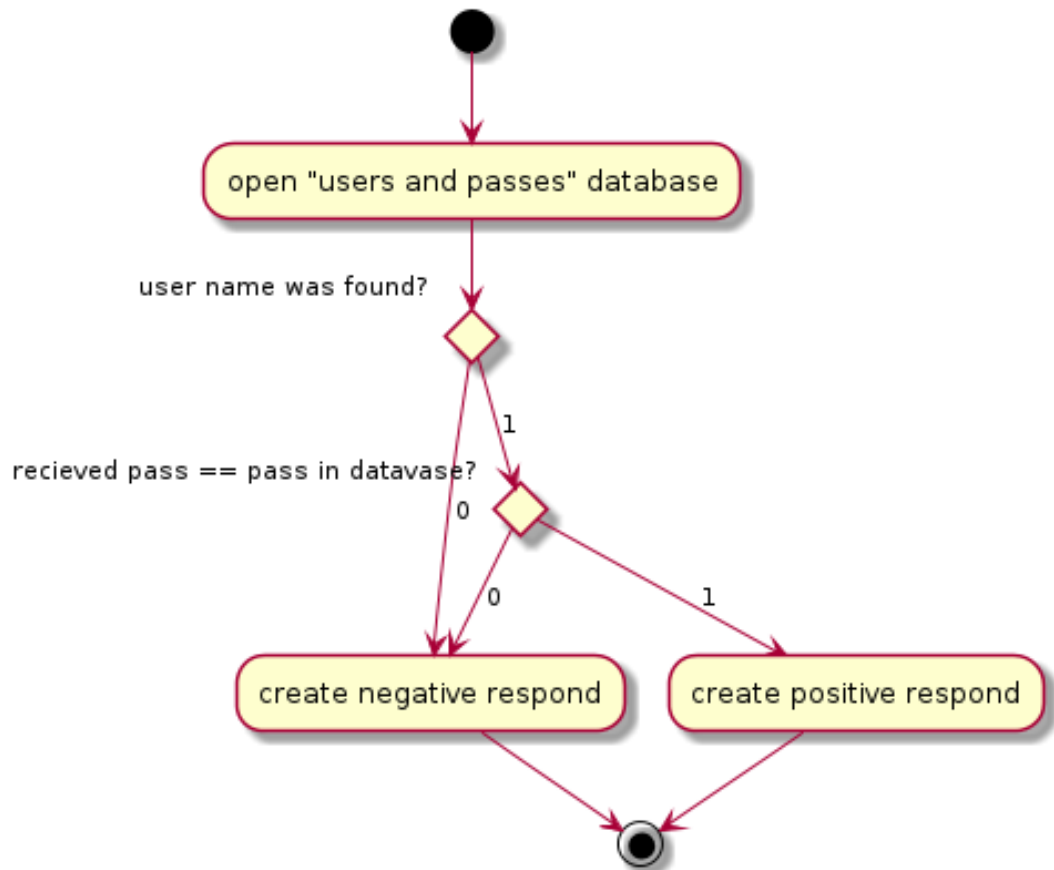 open "users and passes" database
user name was found?
1
recieved pass == pass in datavase?
0
0
1
create negative respond
create positive respond